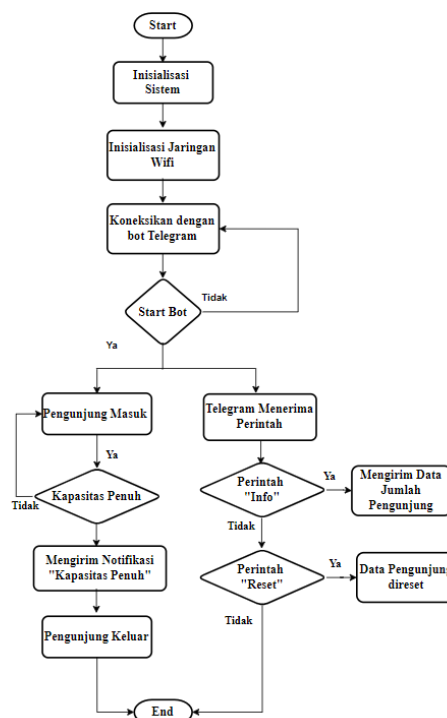 Start
Inisialisasi
Sistem
Inisialisasi Jaringan
Wifi
Koneksikan dengan
bot Telegram
Tidak
Start Bot
Ya
Pengunjung Masuk
Ya
Kapasitas Penuh
Tidak
Mengirim Notifikasi
"Kapasitas Penuh"
Pengunjung Keluar
Telegram Menerima
Perintah
Perintah
"Info"
Ya
Mengirim Data
Jumlah
Pengunjung
Tidak
Perintah
"Reset"
Ya
Data Pengunjung
direset
Tidak
End